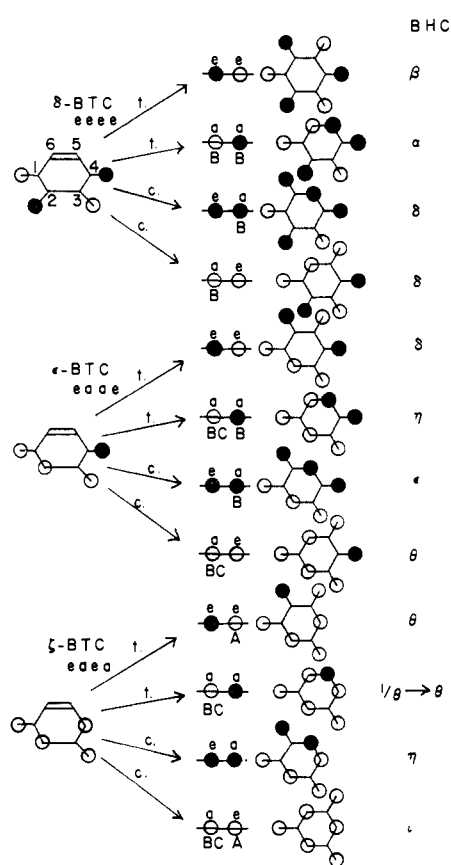 BHC
δ-BTC
eeee
t.
e e
β
6 5
1 4
2 3
t.
a a
B B
α
c.
e a
B
δ
c.
a e
B
δ
ε-BTC
eaae
t.
e e
δ
t.
a a
BC B
η
c.
e a
B
ε
c.
a e
BC
θ
ζ-BTC
eaea
t.
e e
A
θ
t.
a a
BC
1/θ → θ
c.
e a
η
c.
a e
BC A
ι